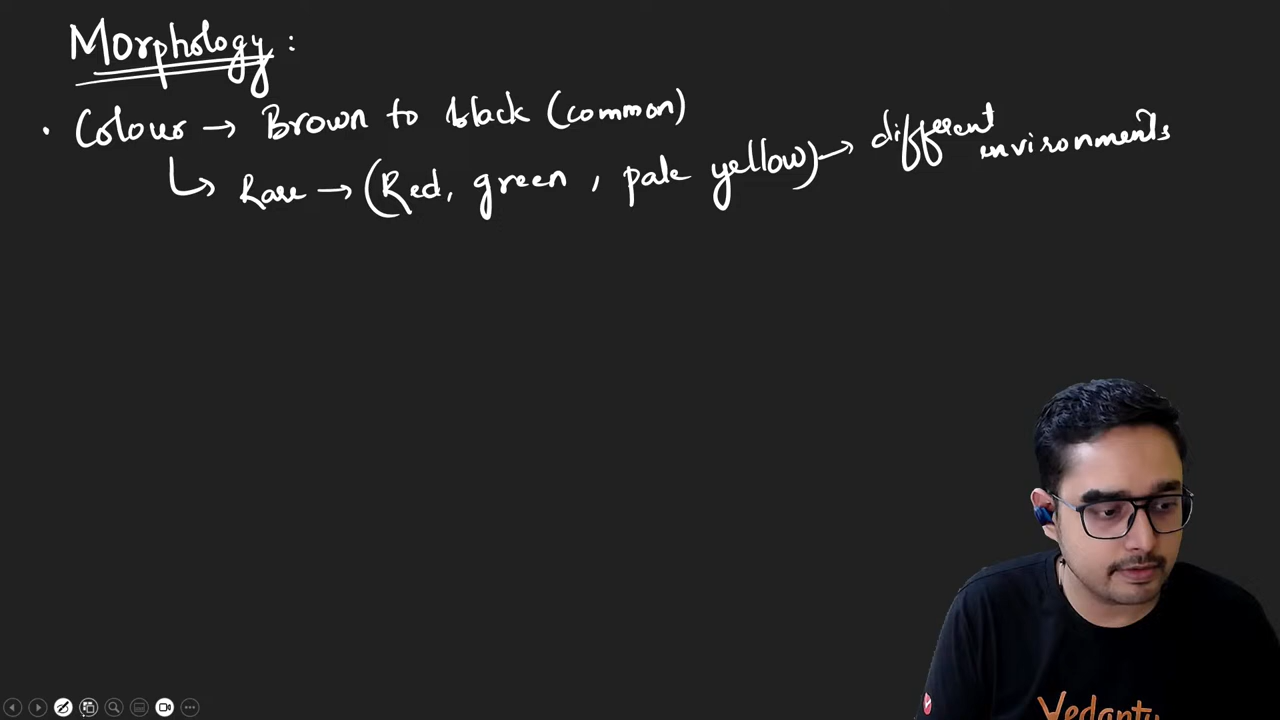 Morphology :
• Colour → Brown to black (common)
↳ Rare → (Red, green , pale yellow) → different environments
Vedantu